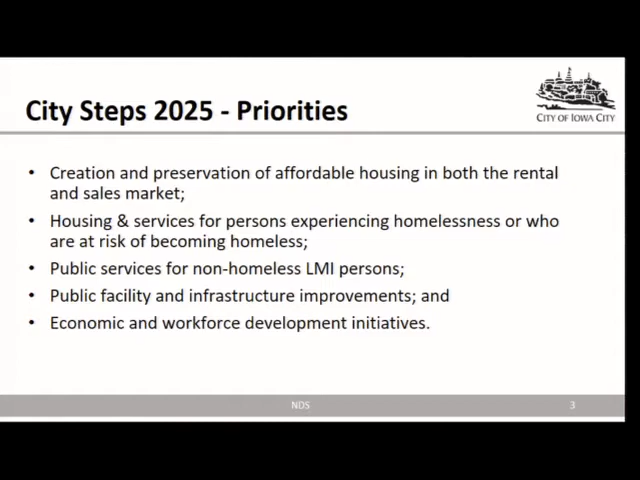 City Steps 2025 - Priorities
CITY OF IOWA CITY
• Creation and preservation of affordable housing in both the rental
and sales market;
• Housing & services for persons experiencing homelessness or who
are at risk of becoming homeless;
• Public services for non-homeless LMI persons;
• Public facility and infrastructure improvements; and
• Economic and workforce development initiatives.
NDS
3